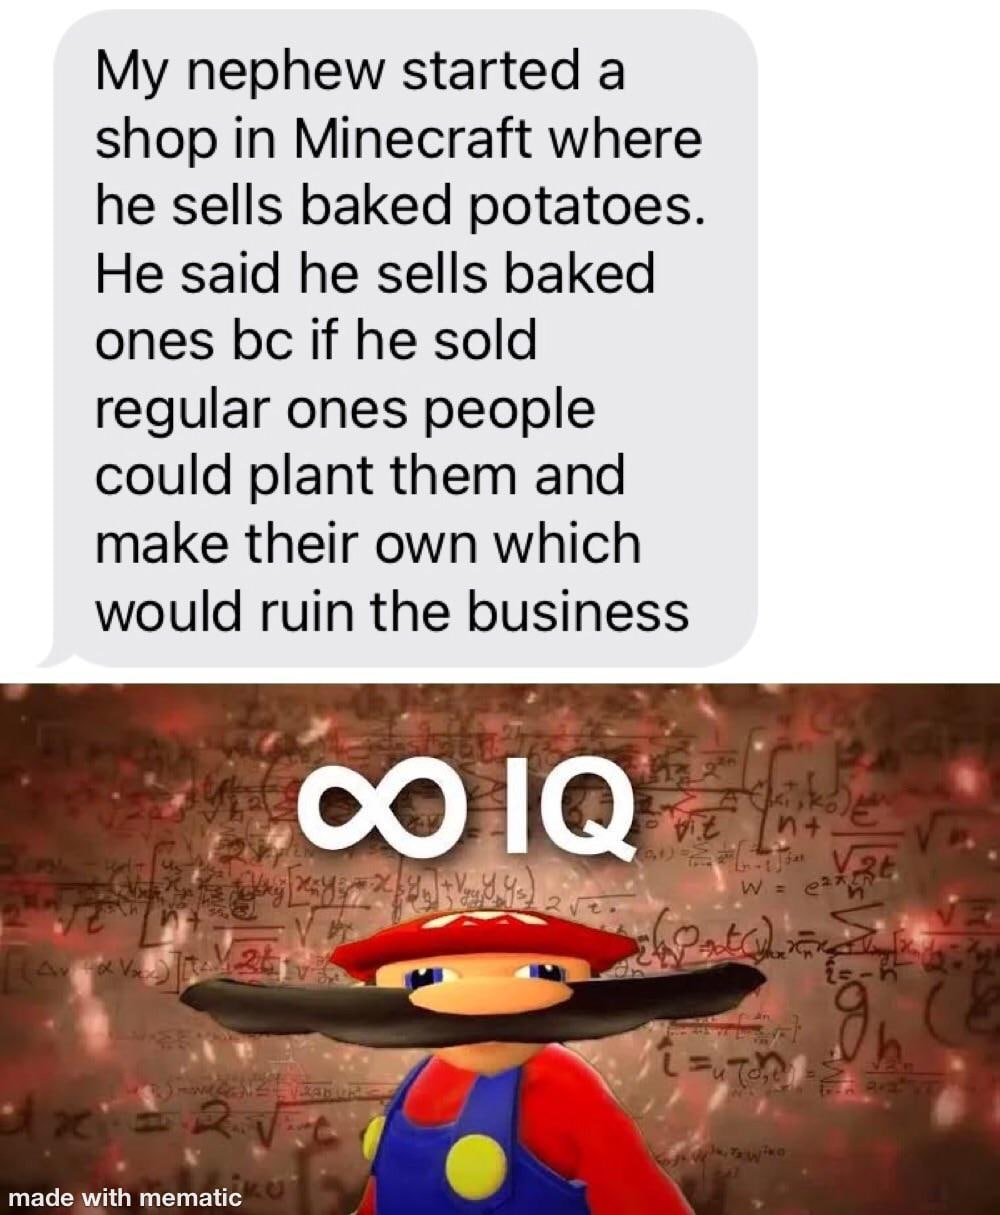 My nephew started a
shop in Minecraft where
he sells baked potatoes.
He said he sells baked
ones bc if he sold
regular ones people
could plant them and
make their own which
would ruin the business
∞ IQ
made with mematic